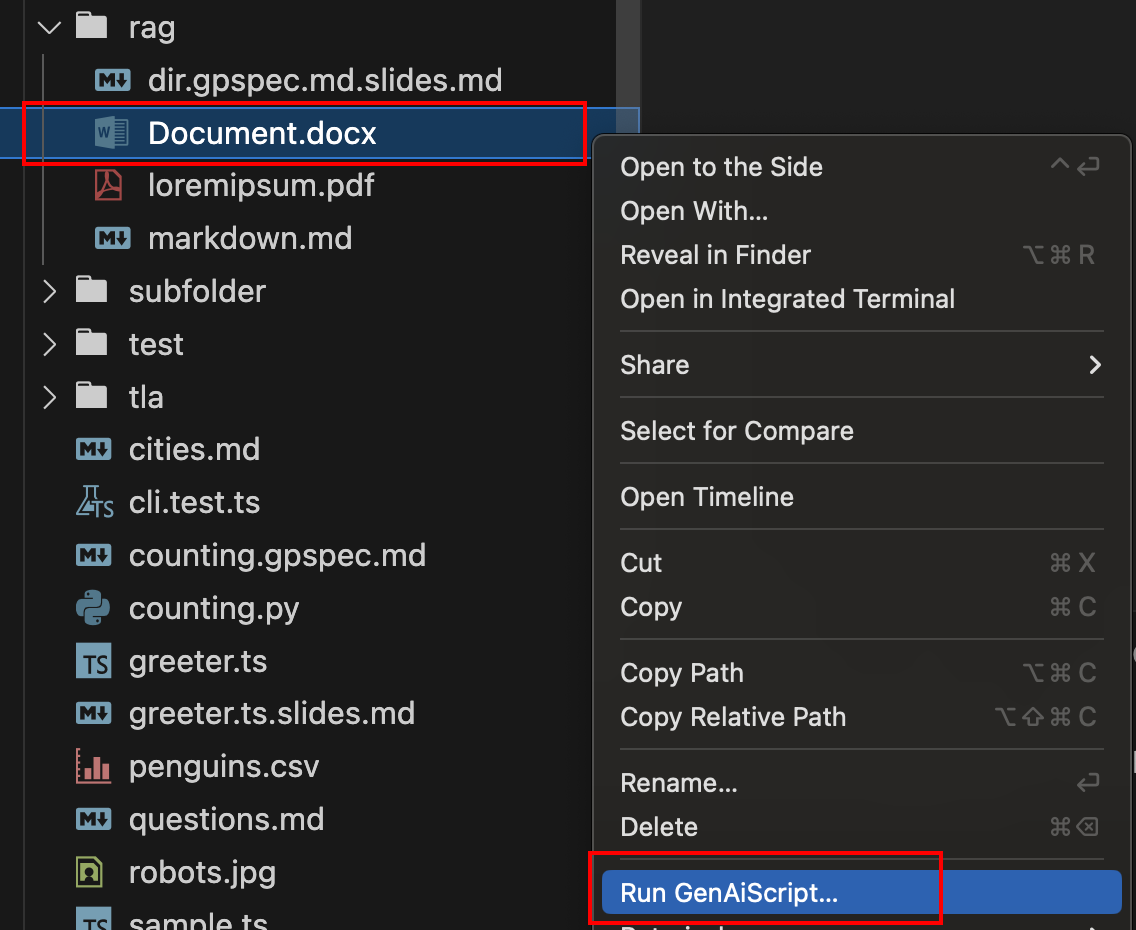 rag
dir.gpspec.md.slides.md
Document.docx
loremipsum.pdf
markdown.md
subfolder
test
tla
cities.md
cli.test.ts
counting.gpspec.md
counting.py
greeter.ts
greeter.ts.slides.md
penguins.csv
questions.md
robots.jpg
sample.ts
Open to the Side ^ ↩
Open With...
Reveal in Finder ⌥ ⌘ R
Open in Integrated Terminal
Share
Select for Compare
Open Timeline
Cut ⌘ X
Copy ⌘ C
Copy Path ⌥ ⌘ C
Copy Relative Path ⌥ ⇧ ⌘ C
Rename... ↩
Delete ⌘ ⌫
Run GenAiScript...